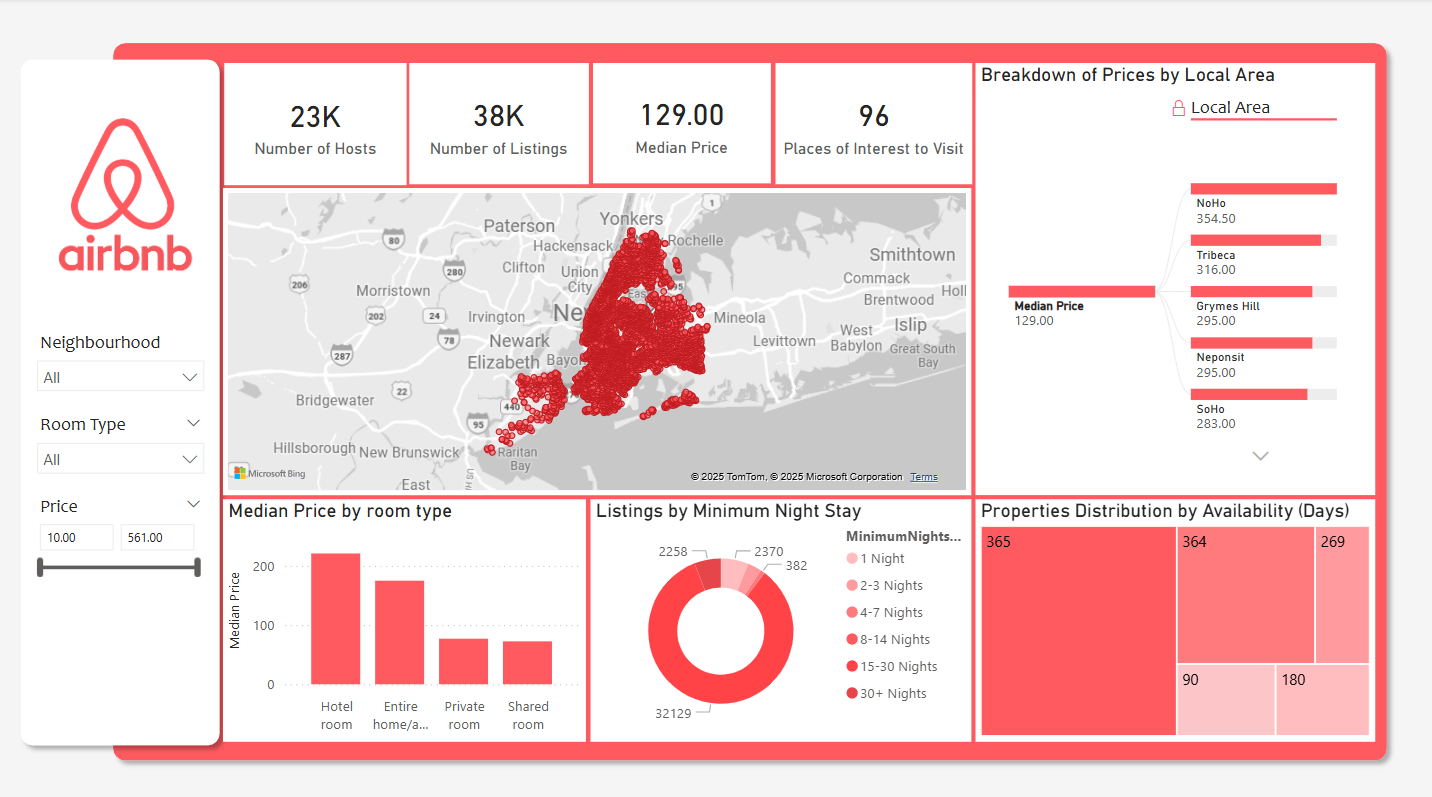 airbnb
Neighbourhood
All
Room Type
All
Price
10.00
561.00
23K
Number of Hosts
38K
Number of Listings
129.00
Median Price
96
Places of Interest to Visit
Breakdown of Prices by Local Area
Local Area
Median Price
129.00
NoHo
354.50
Tribeca
316.00
Grymes Hill
295.00
Neponsit
295.00
SoHo
283.00
1
Yonkers
Paterson
Hackensack
Rochelle
80
Smithtown
Clifton
Union
City
280
Commack
206
Morristown
95
Eas
Brentwood
Holl
202
24
Irvington
Ne
Mineola
Islip
78
Newark
Levittown
West
Babylon
Great South
Bay
287
Elizabeth
Bayo
22
Bridgewater
440
95
Hillsborough
New Brunswick
Raritan
Bay
East
US H
Microsoft Bing
© 2025 TomTom, © 2025 Microsoft Corporation
Terms
Median Price by room type
Median Price
200
100
0
Hotel
room
Entire
home/a...
Private
room
Shared
room
Listings by Minimum Night Stay
2258
2370
382
32129
MinimumNights...
1 Night
2-3 Nights
4-7 Nights
8-14 Nights
15-30 Nights
30+ Nights
Properties Distribution by Availability (Days)
365
364
269
90
180